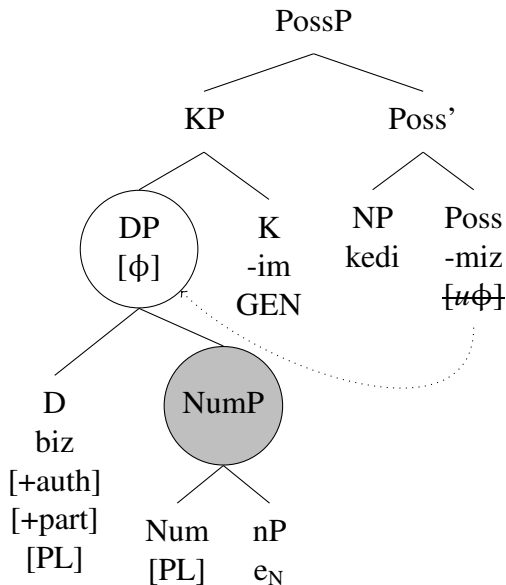 PossP
KP Poss’
DP
[ϕ]
K
-im
GEN
NP
kedi
Poss
-miz
[uϕ]
D
biz
[+auth]
[+part]
[PL]
NumP
Num
[PL]
nP
e_N